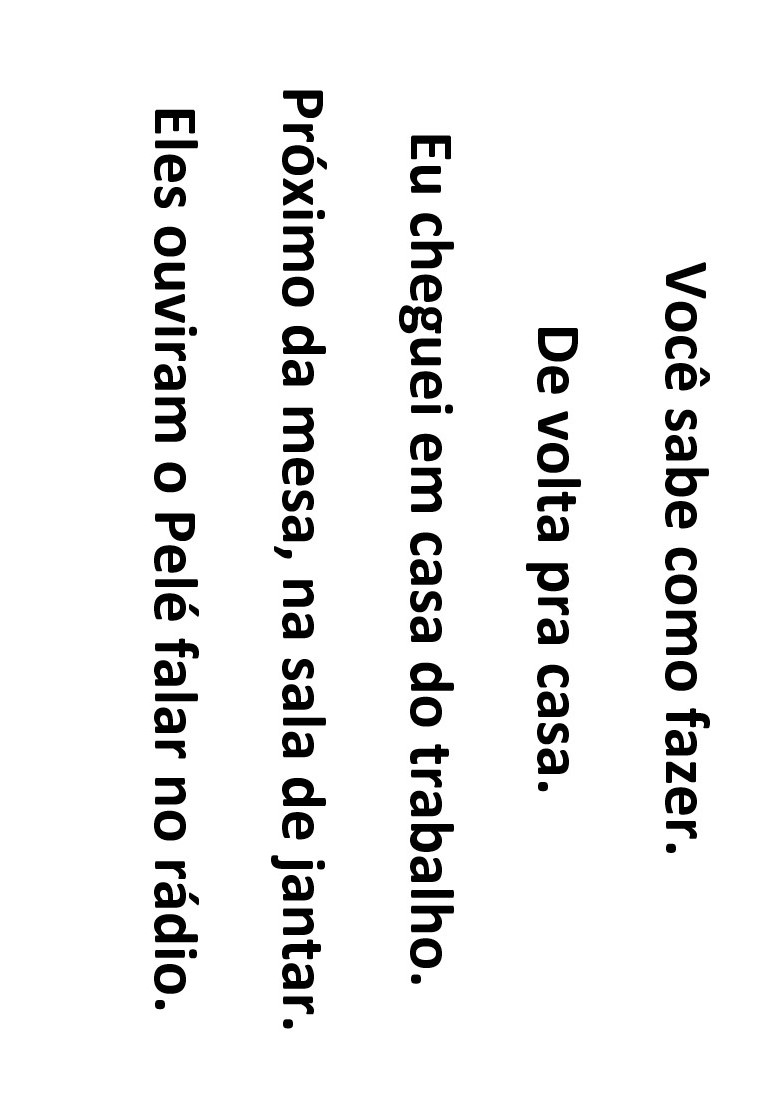 Você sabe como fazer.
De volta pra casa.
Eu cheguei em casa do trabalho.
Próximo da mesa, na sala de jantar.
Eles ouviram o Pelé falar no rádio.